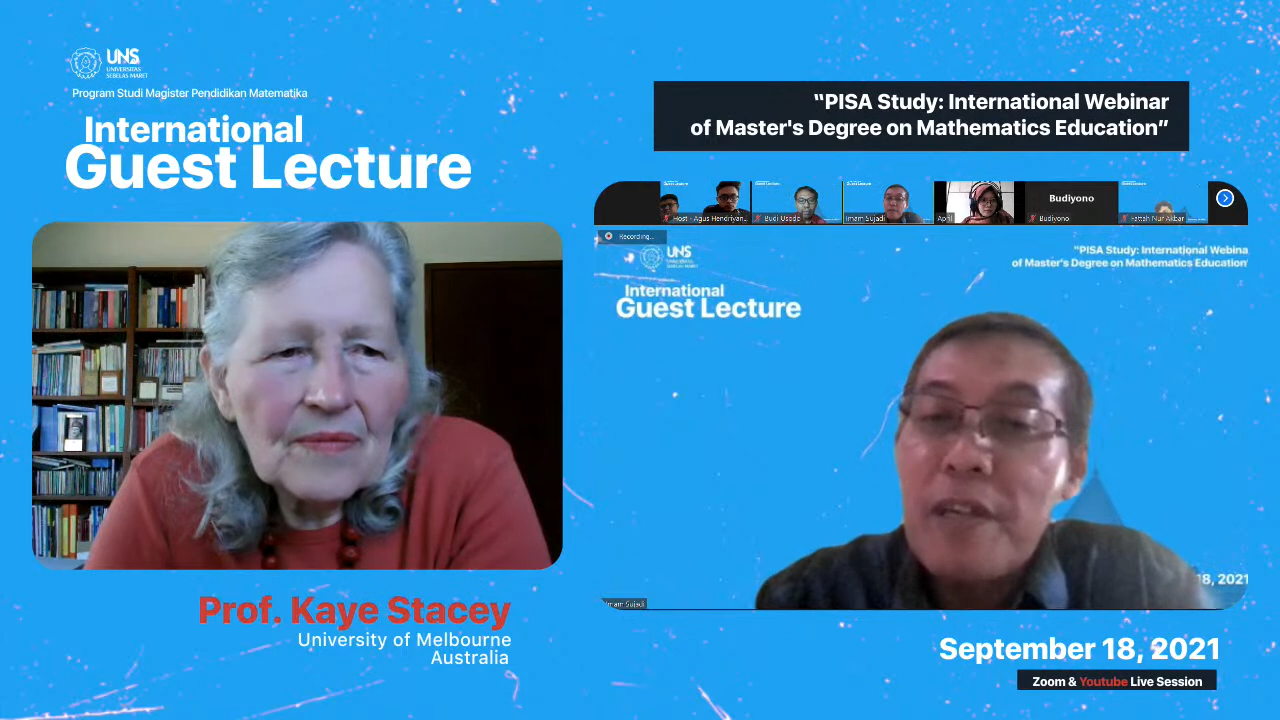 UNS
UNIVERSITAS
SEBELAS MARET
Program Studi Magister Pendidikan Matematika
International
Guest Lecture
“PISA Study: International Webinar
of Master's Degree on Mathematics Education”
Host - Agus Hendriyan...
Budi Usodo
Imam Sujadi
April
Budiyono
Budiyono
Fattah Nur Akbar
Recording...
UNS
International
Guest Lecture
“PISA Study: International Webina
of Master's Degree on Mathematics Education
18, 2021
Imam Sujadi
Prof. Kaye Stacey
University of Melbourne
Australia
September 18, 2021
Zoom & Youtube Live Session